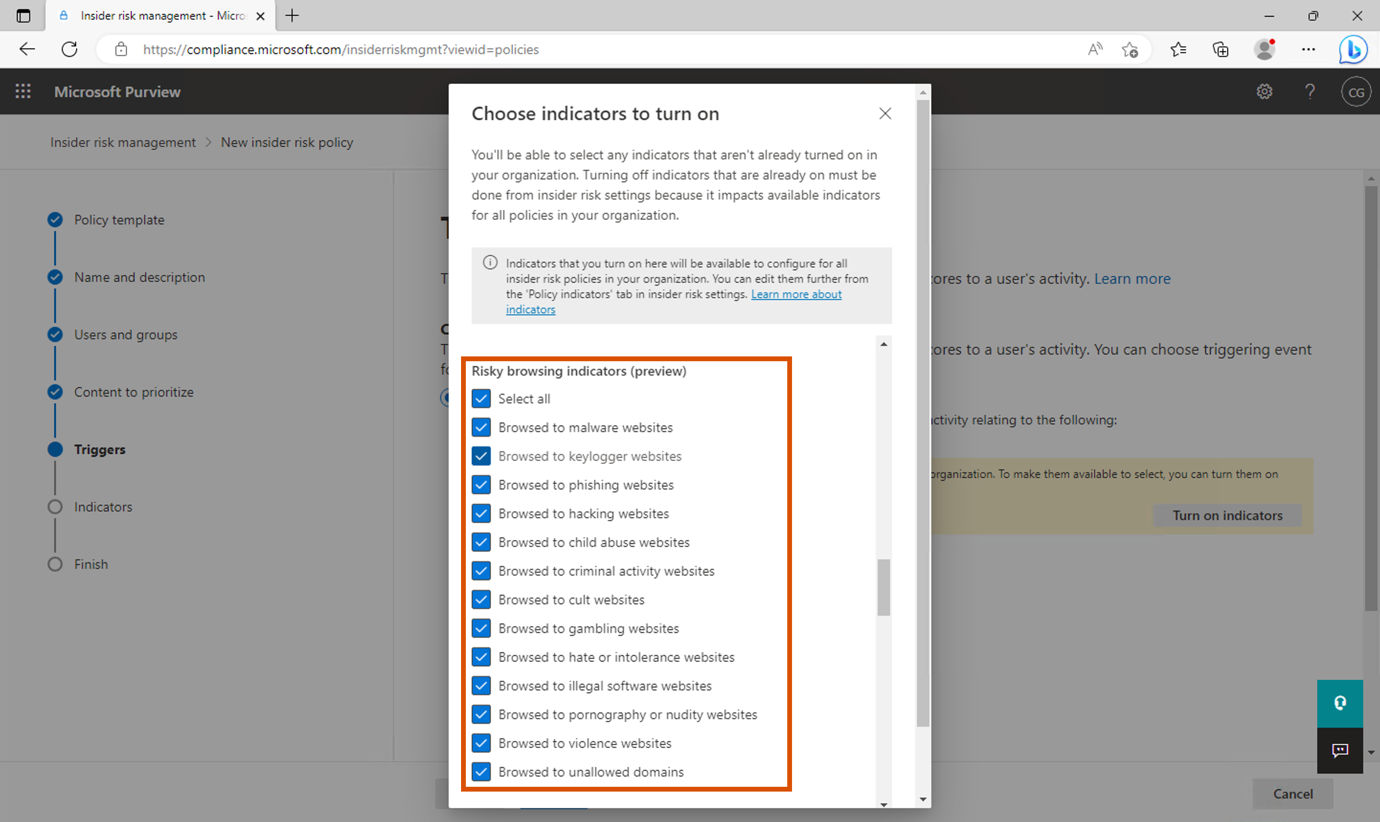 Insider risk management - Micro
https://compliance.microsoft.com/insiderriskmgmt?viewid=policies
Microsoft Purview
CG
Insider risk management > New insider risk policy
Policy template
Name and description
Users and groups
Content to prioritize
Triggers
Indicators
Finish
Choose indicators to turn on
You'll be able to select any indicators that aren't already turned on in
your organization. Turning off indicators that are already on must be
done from insider risk settings because it impacts available indicators
for all policies in your organization.
Indicators that you turn on here will be available to configure for all
insider risk policies in your organization. You can edit them further from
the 'Policy indicators' tab in insider risk settings. Learn more about
indicators
Risky browsing indicators (preview)
Select all
Browsed to malware websites
Browsed to keylogger websites
Browsed to phishing websites
Browsed to hacking websites
Browsed to child abuse websites
Browsed to criminal activity websites
Browsed to cult websites
Browsed to gambling websites
Browsed to hate or intolerance websites
Browsed to illegal software websites
Browsed to pornography or nudity websites
Browsed to violence websites
Browsed to unallowed domains
to a user's activity. Learn more
to a user's activity. You can choose triggering event
relating to the following:
To make them available to select, you can turn them on
Turn on indicators
Cancel